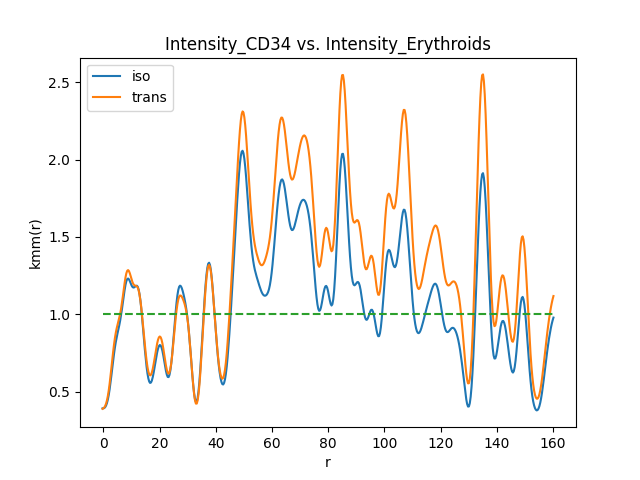 Intensity_CD34 vs. Intensity_Erythroids
iso
trans
kmm(r)
2.5
2.0
1.5
1.0
0.5
0 20 40 60 80 100 120 140 160
r